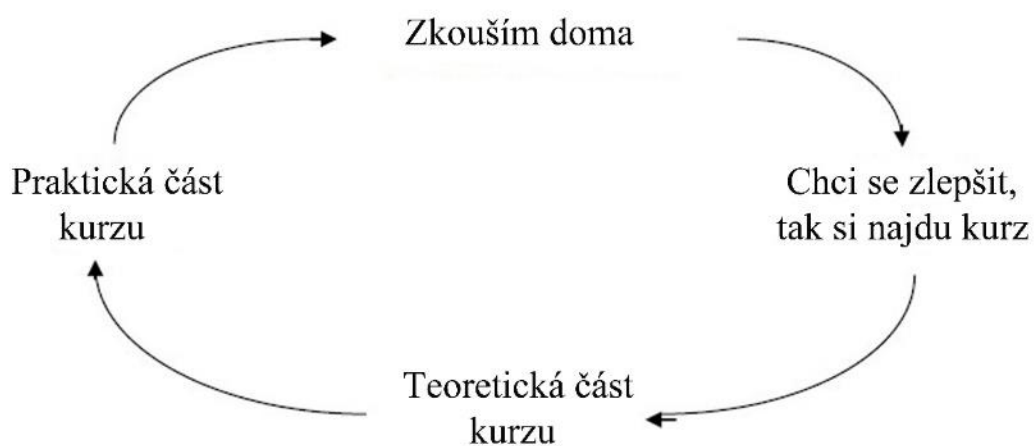 Zkouším doma
Praktická část
kurzu
Chci se zlepšit,
tak si najdu kurz
Teoretická část
kurzu